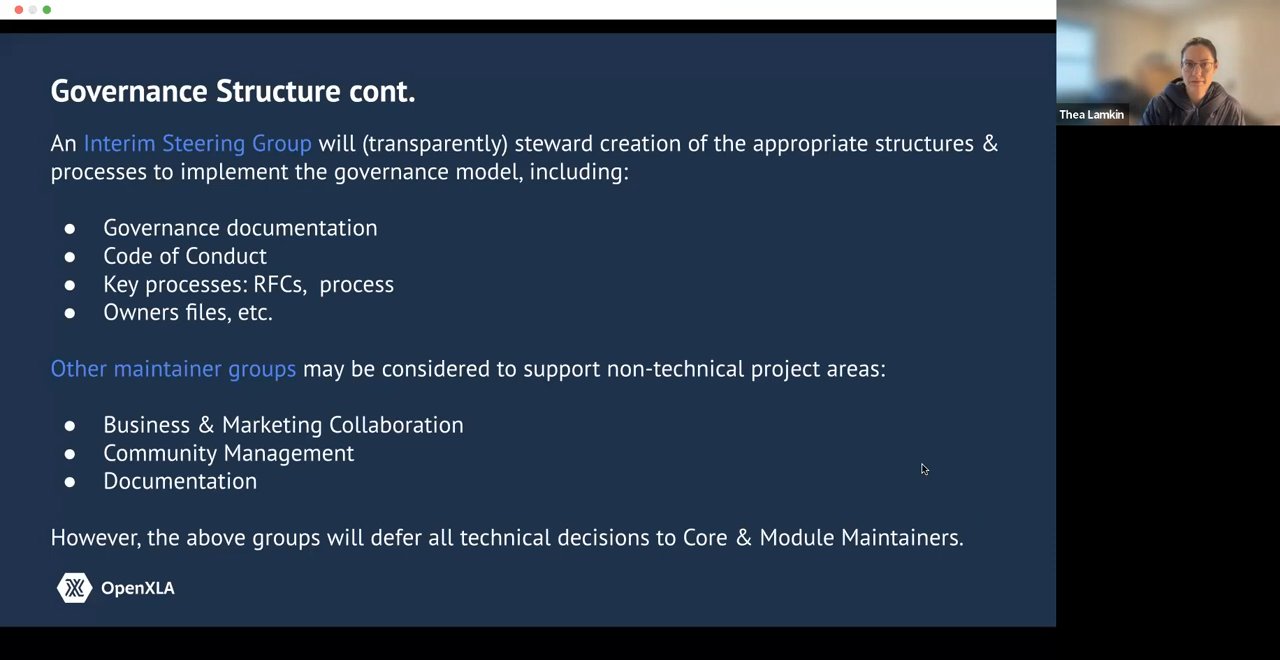 Governance Structure cont.
An Interim Steering Group will (transparently) steward creation of the appropriate structures &
processes to implement the governance model, including:
● Governance documentation
● Code of Conduct
● Key processes: RFCs,  process
● Owners files, etc.
Other maintainer groups may be considered to support non-technical project areas:
● Business & Marketing Collaboration
● Community Management
● Documentation
However, the above groups will defer all technical decisions to Core & Module Maintainers.
OpenXLA
Thea Lamkin